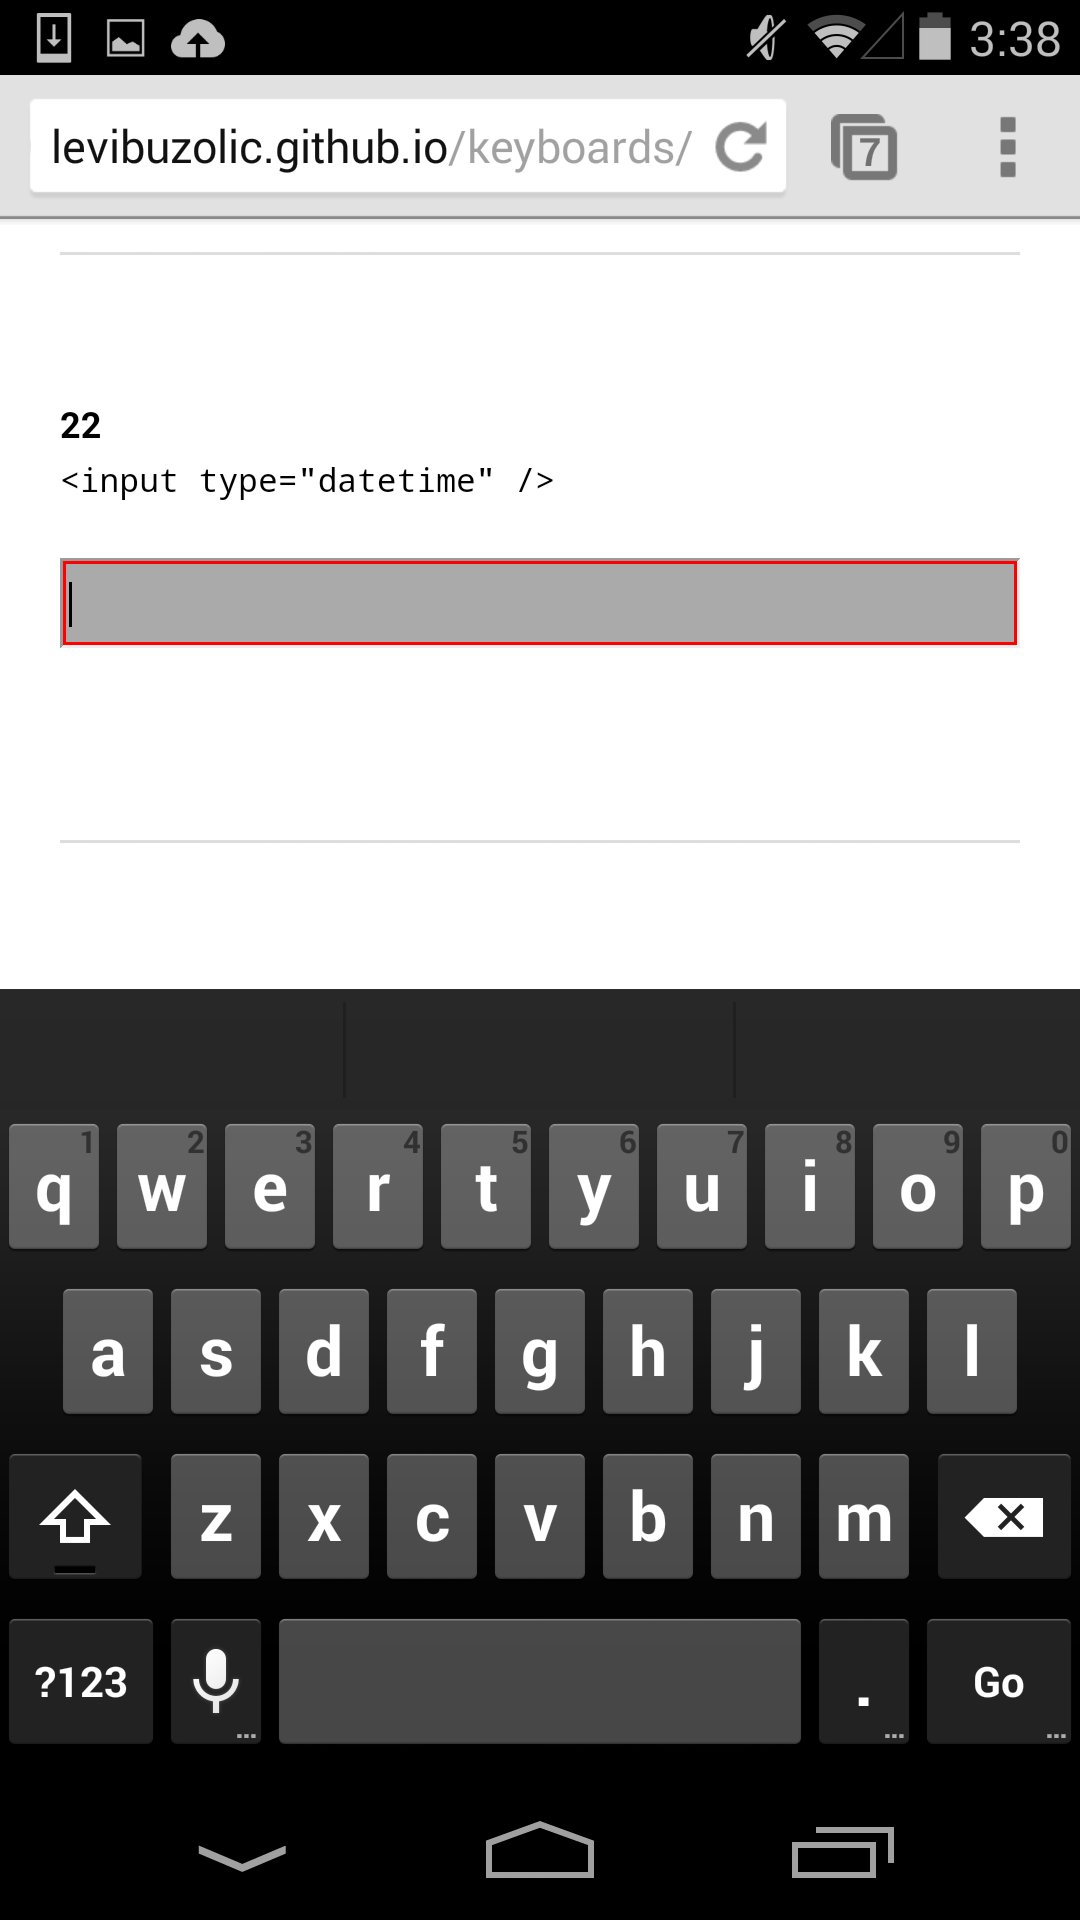 3:38
levibuzolic.github.io/keyboards/ 7
22
<input type="datetime" />
1 2 3 4 5 6 7 8 9 0
q w e r t y u i o p
a s d f g h j k l
z x c v b n m
?123 . Go